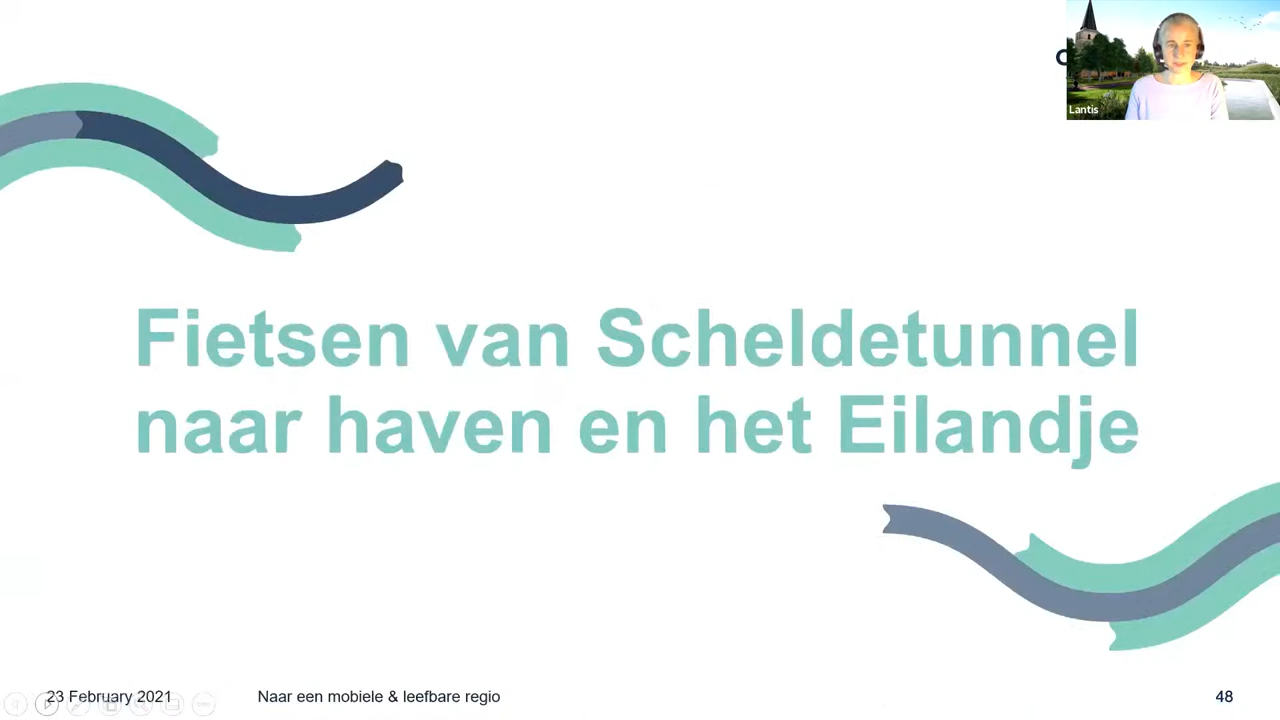 Lantis
Fietsen van Scheldetunnel
naar haven en het Eilandje
23 February 2021
Naar een mobiele & leefbare regio
48